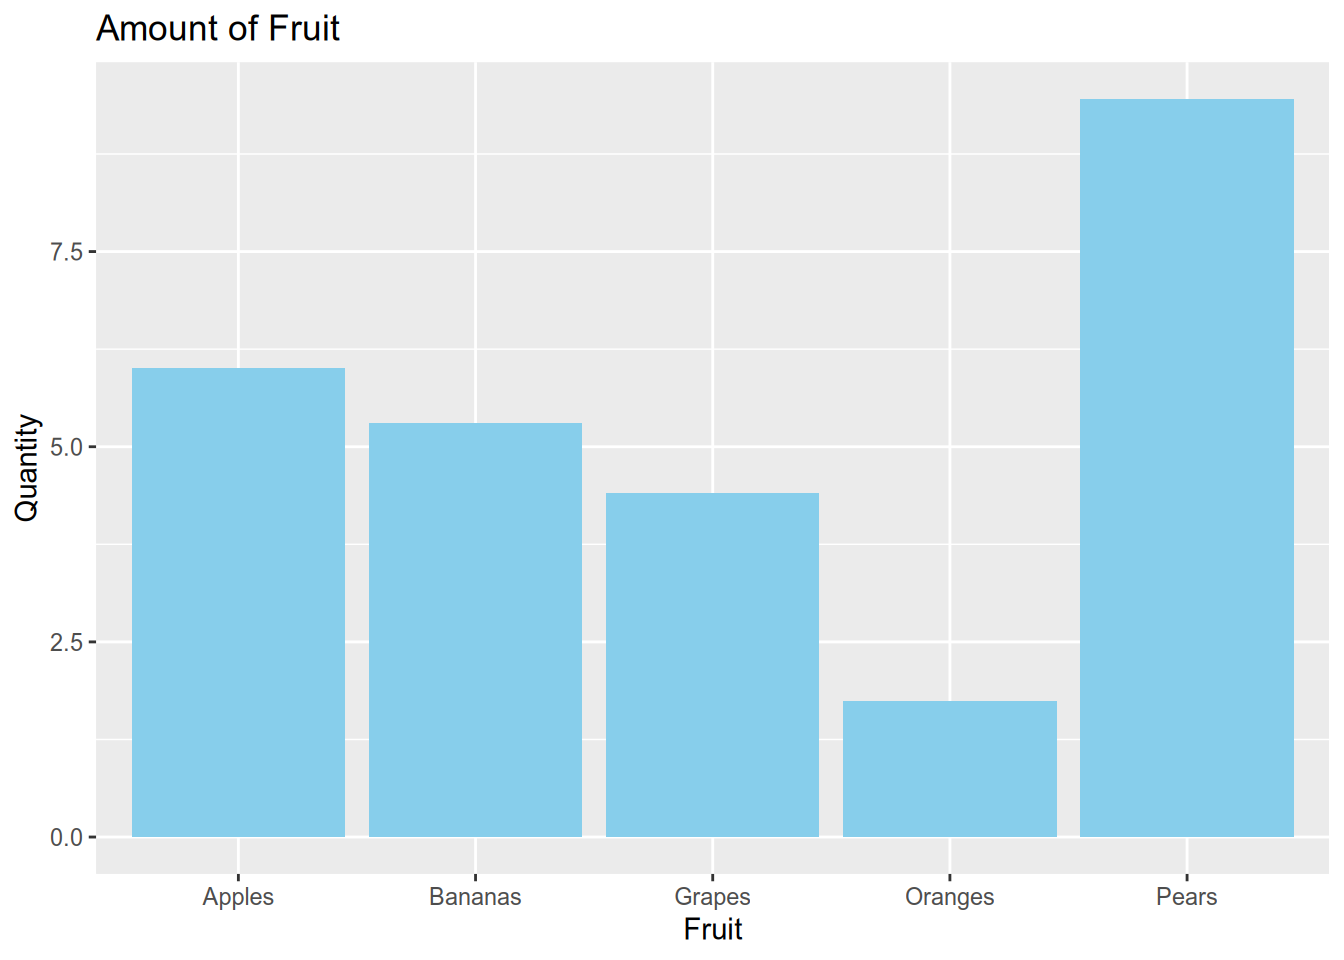 Amount of Fruit
Quantity
7.5
5.0
2.5
0.0
Apples Bananas Grapes Oranges Pears
Fruit